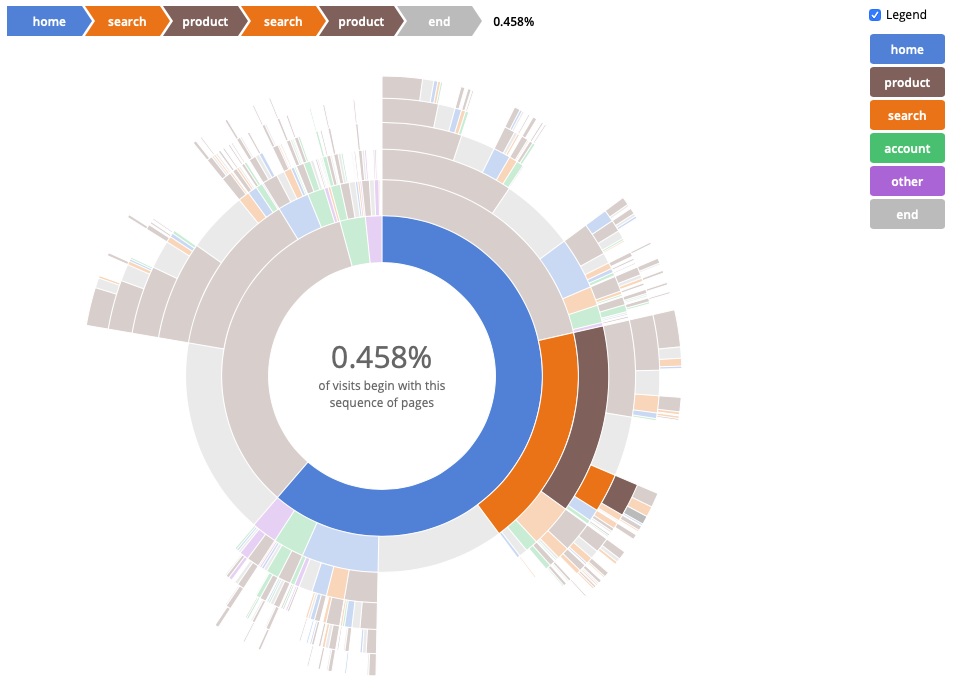 home search product search product end 0.458%
Legend
home
product
search
account
other
end
0.458%
of visits begin with this
sequence of pages